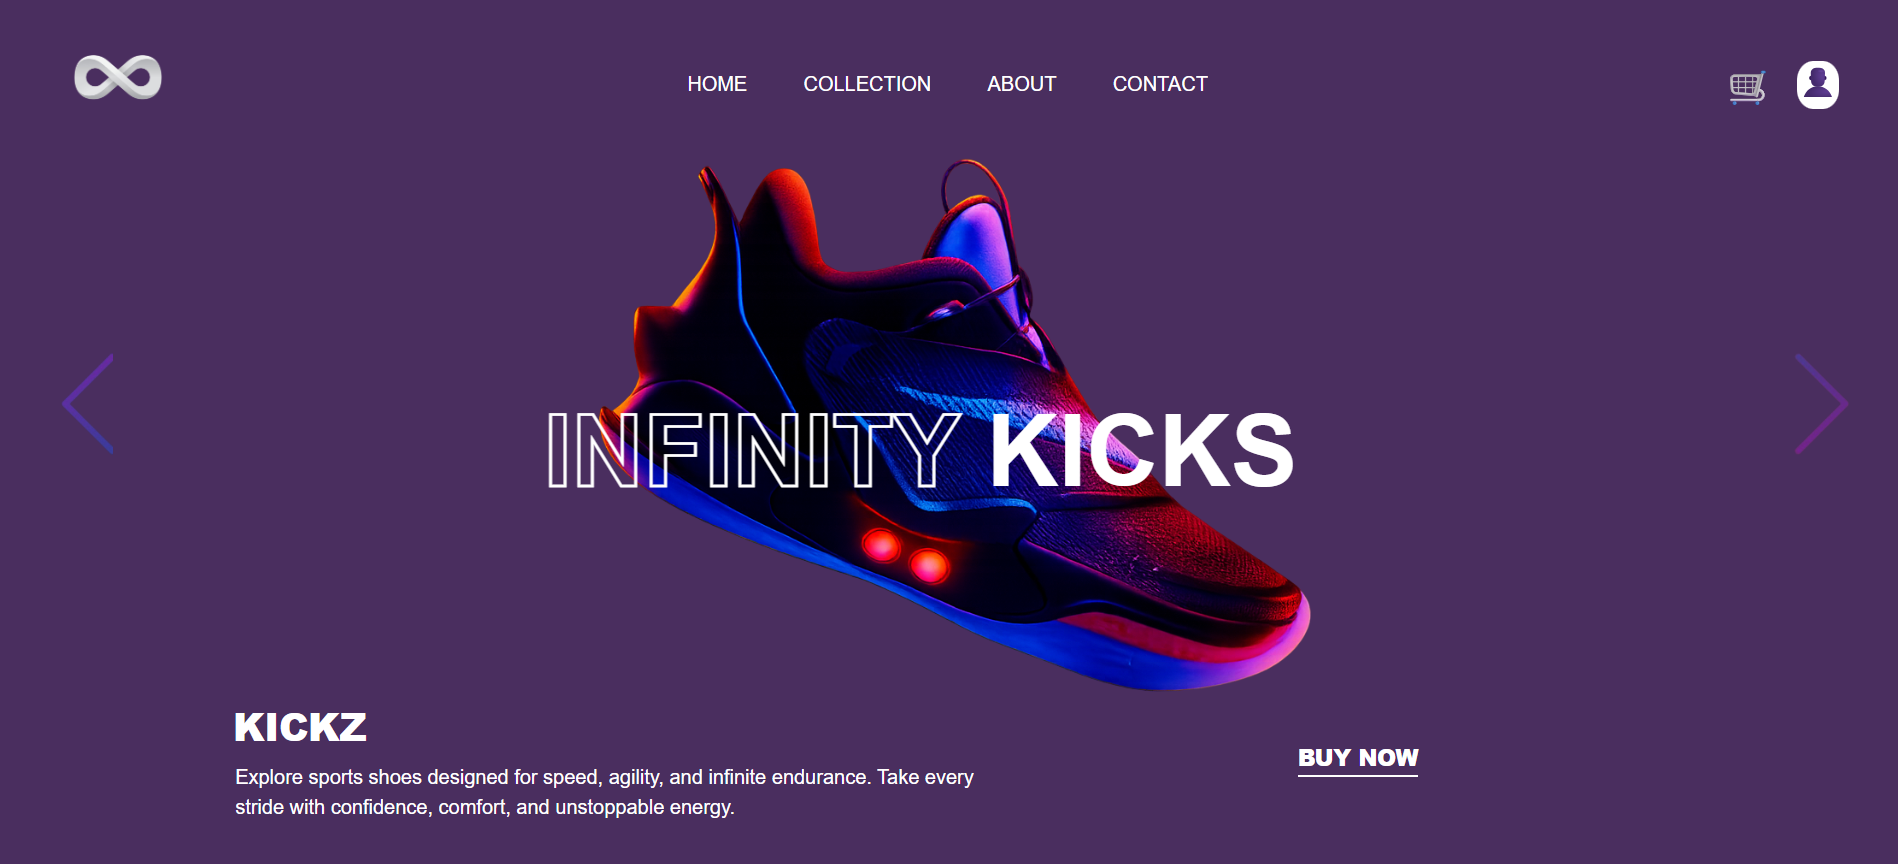 HOME COLLECTION ABOUT CONTACT
INFINITY KICKS
KICKZ
Explore sports shoes designed for speed, agility, and infinite endurance. Take every
stride with confidence, comfort, and unstoppable energy.
BUY NOW